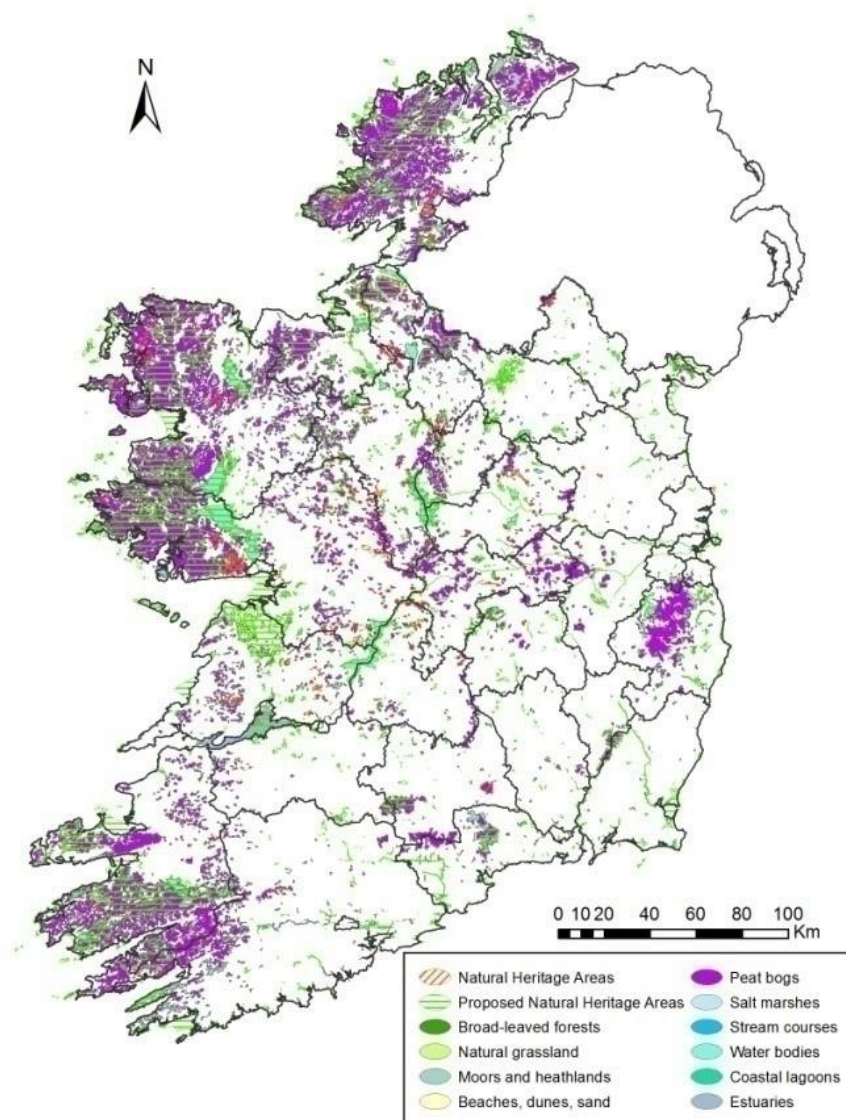 N
0 10 20 40 60 80 100
Km
Natural Heritage Areas
Proposed Natural Heritage Areas
Broad-leaved forests
Natural grassland
Moors and heathlands
Beaches, dunes, sand
Peat bogs
Salt marshes
Stream courses
Water bodies
Coastal lagoons
Estuaries